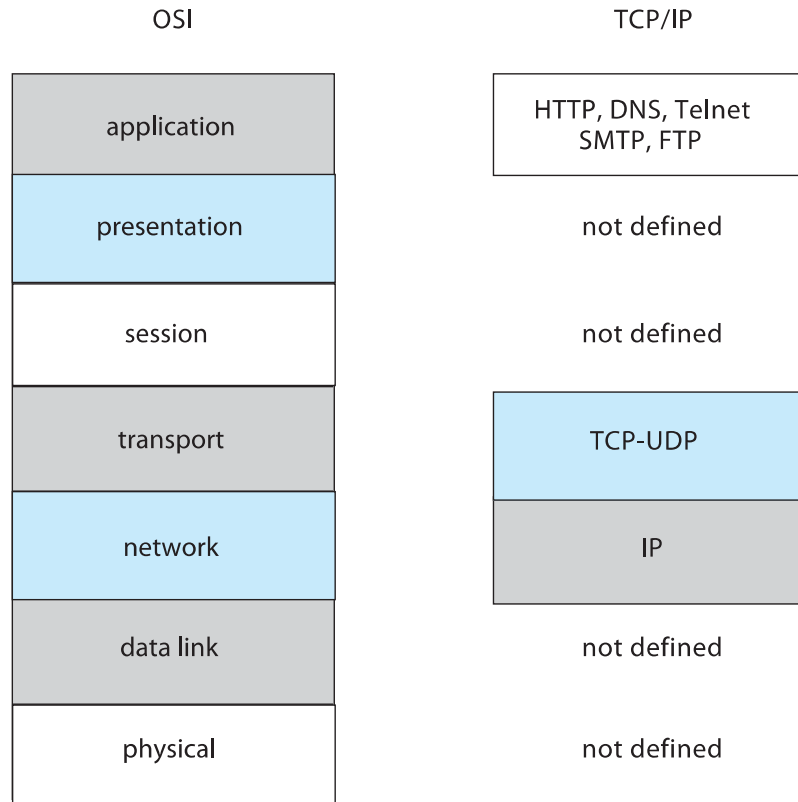 OSI
TCP/IP
application
HTTP, DNS, Telnet
SMTP, FTP
presentation
not defined
session
not defined
transport
TCP-UDP
network
IP
data link
not defined
physical
not defined